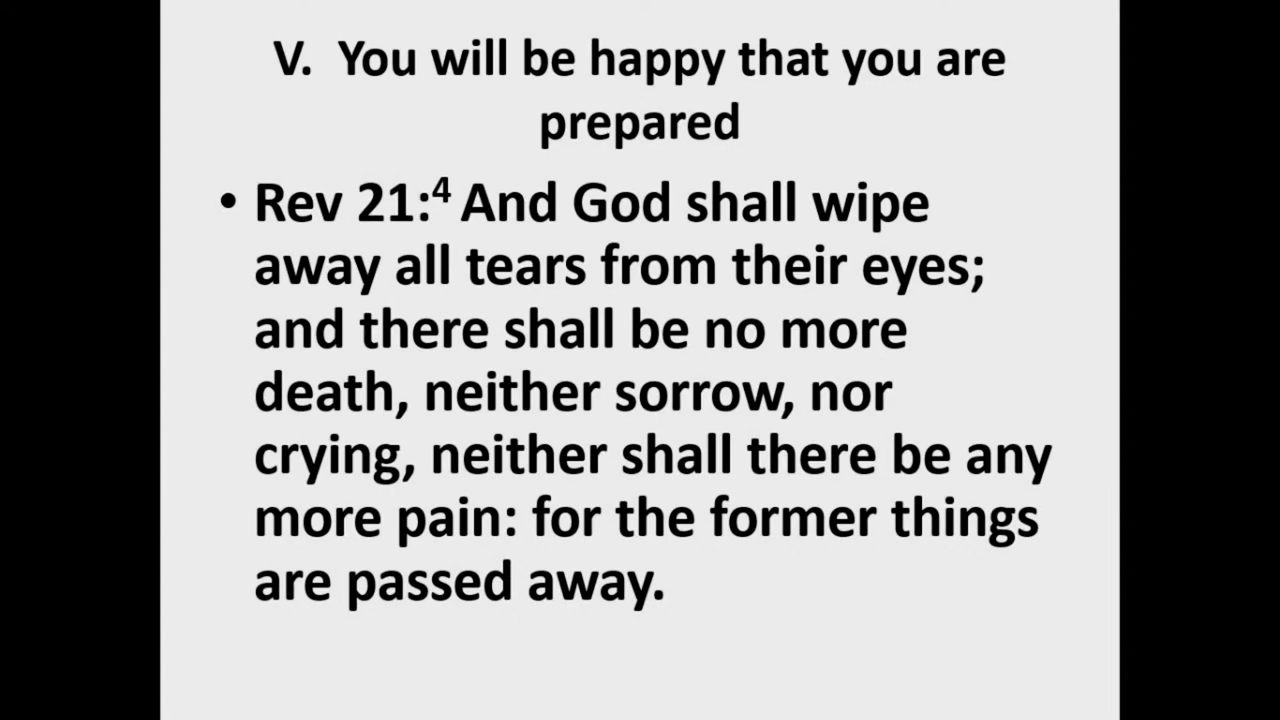 V. You will be happy that you are
prepared
• Rev 21:⁴ And God shall wipe
away all tears from their eyes;
and there shall be no more
death, neither sorrow, nor
crying, neither shall there be any
more pain: for the former things
are passed away.